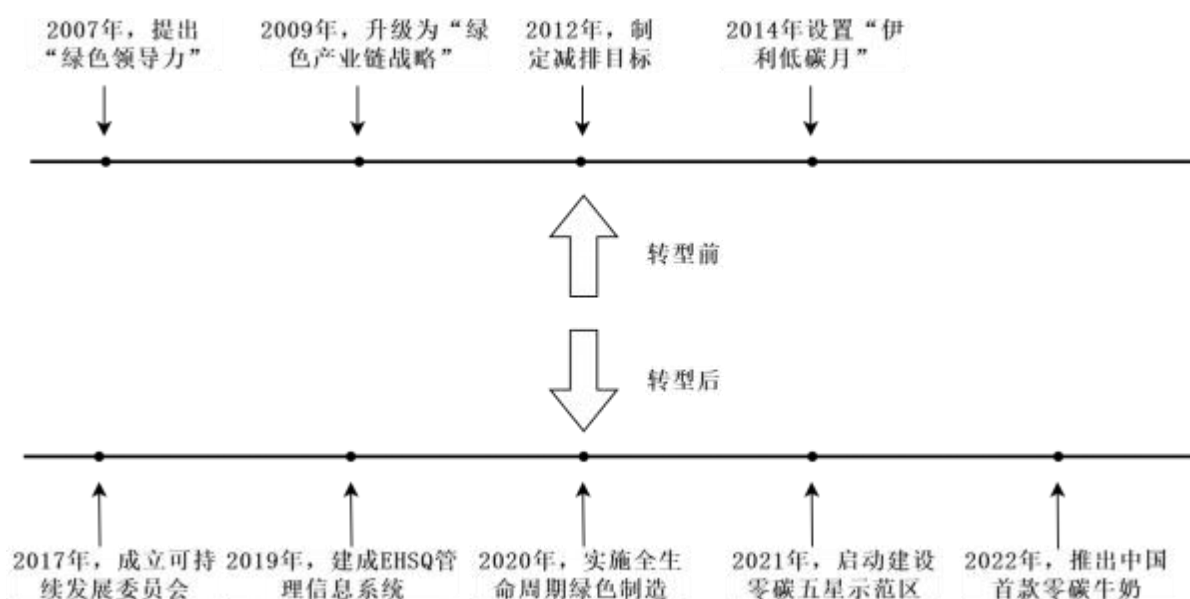 2007年，提出
“绿色领导力”
2009年，升级为“绿
色产业链战略”
2012年，制
定减排目标
2014年设置“伊
利低碳月”
转型前
转型后
2017年，成立可持
续发展委员会
2019年，建成EHSQ管
理信息系统
2020年，实施全生
命周期绿色制造
2021年，启动建设
零碳五星示范区
2022年，推出中国
首款零碳牛奶